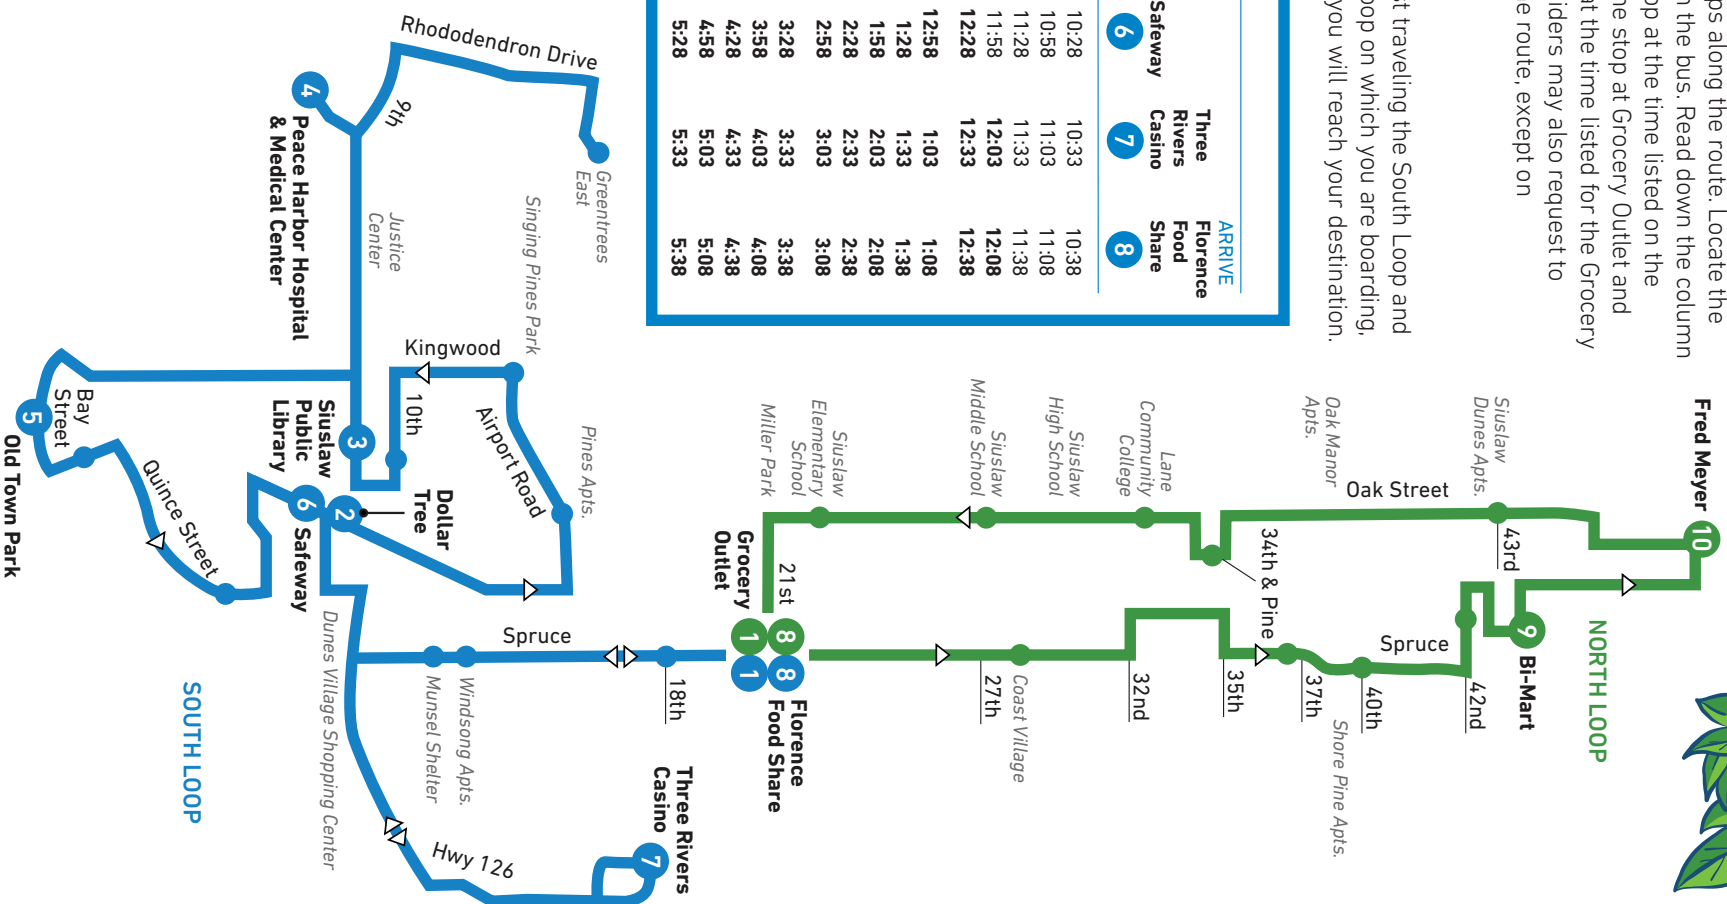 ps along the route. Locate the
n the bus. Read down the column
op at the time listed on the
ne stop at Grocery Outlet and
at the time listed for the Grocery
iders may also request to
e route, except on
st traveling the South Loop and
oop on which you are boarding,
you will reach your destination.
ARRIVE
Safeway
Three
Rivers
Casino
Florence
Food
Share
6 7 8
10:28 10:33 10:38
10:58 11:03 11:08
11:28 11:33 11:38
11:58 12:03 12:08
12:28 12:33 12:38
12:58 1:03 1:08
1:28 1:33 1:38
1:58 2:03 2:08
2:28 2:33 2:38
2:58 3:03 3:08
3:28 3:33 3:38
3:58 4:03 4:08
4:28 4:33 4:38
4:58 5:03 5:08
5:28 5:33 5:38
Fred Meyer
10
NORTH LOOP
9
Bi-Mart
Siuslaw
Dunes Apts.
43rd
Oak Street
Oak Manor
Apts.
Spruce
42nd
40th
Shore Pine Apts.
37th
34th & Pine
35th
32nd
Lane
Community
College
Siuslaw
High School
Siuslaw
Middle School
Coast Village
27th
Siuslaw
Elementary
School
Miller Park
21st
Grocery
Outlet
1
8
1
8
Florence
Food Share
18th
Spruce
Three Rivers
Casino
7
Hwy 126
Windsong Apts.
Munsel Shelter
Dunes Village Shopping Center
Greentrees
East
Rhododendron Drive
Singing Pines Park
Pines Apts.
Airport Road
Kingwood
10th
9th
Justice
Center
4
Peace Harbor Hospital
& Medical Center
Dollar
Tree
2
3
Siuslaw
Public
Library
6
Safeway
SOUTH LOOP
Quince Street
Bay
Street
5
Old Town Park